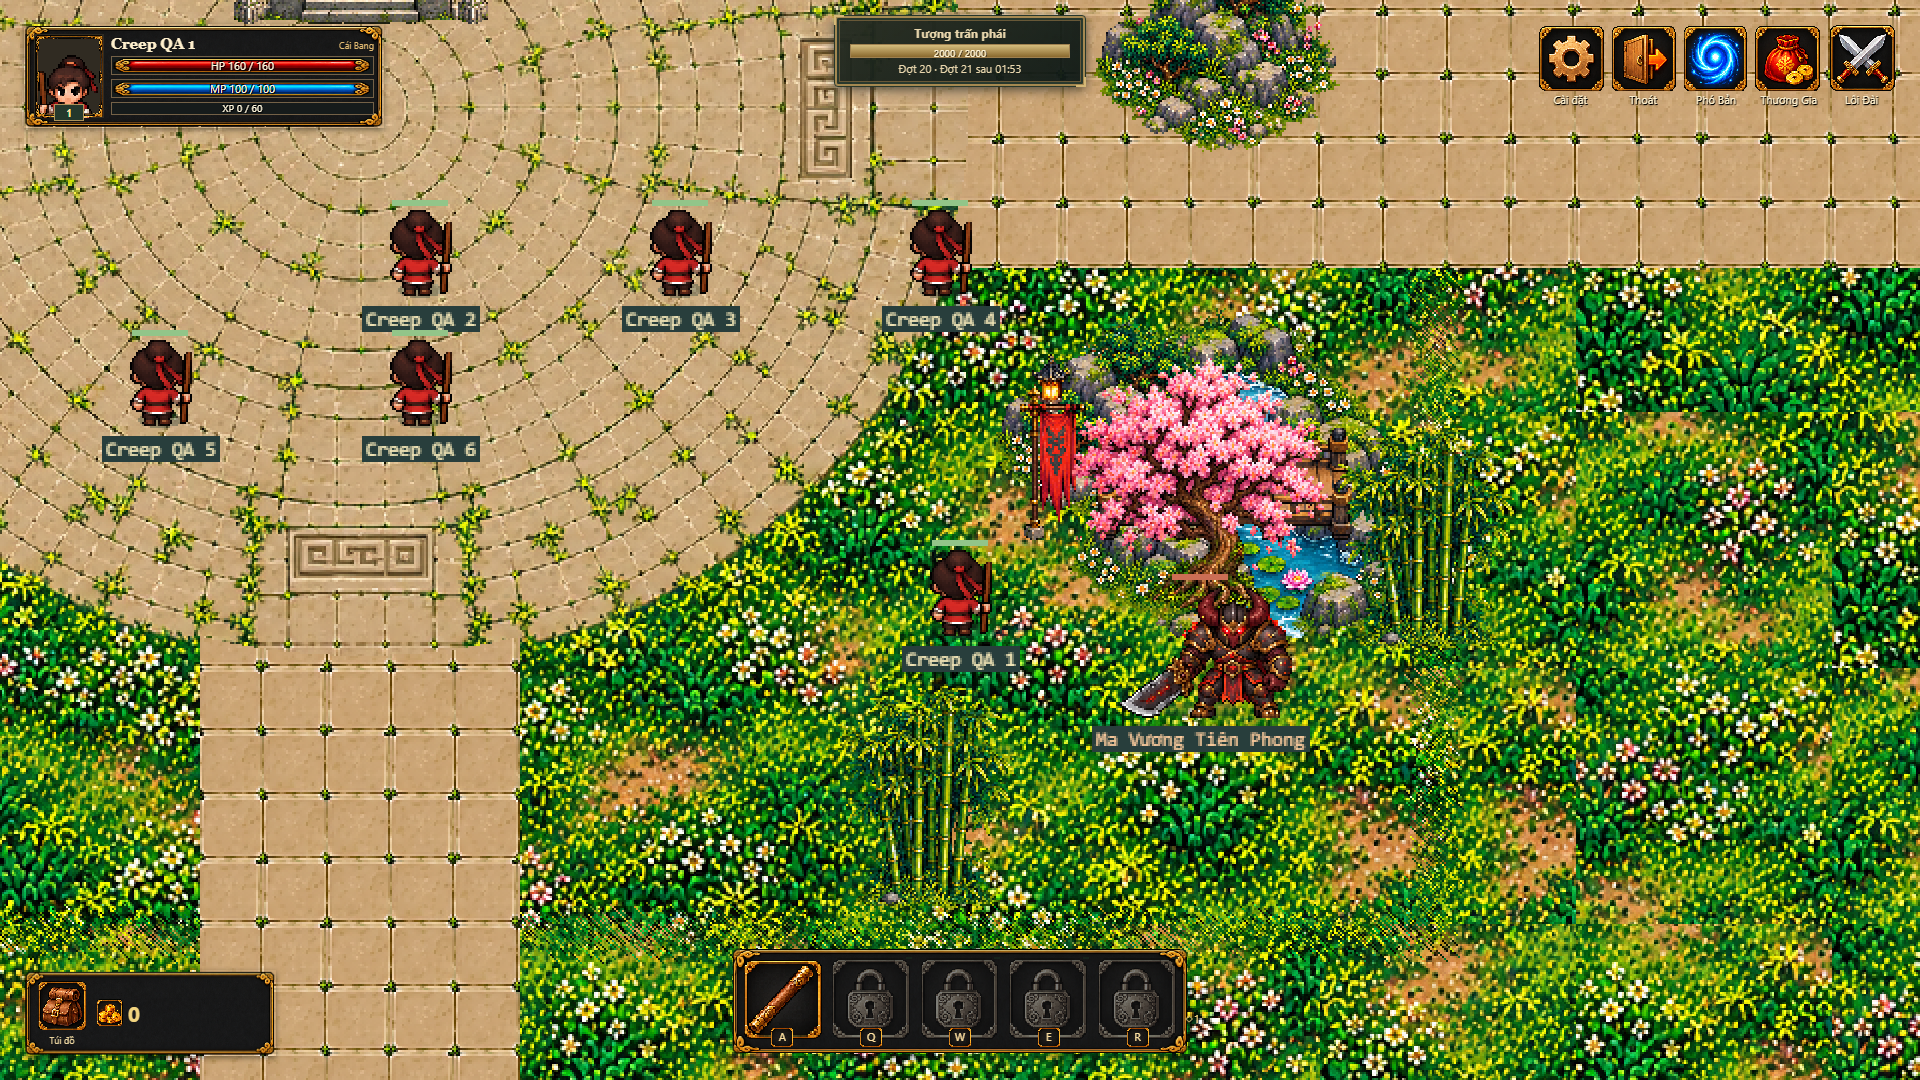 Creep QA 1
Cái Bang
HP 160 / 160
MP 100 / 100
XP 0 / 60
1
Tượng trấn phái
2000 / 2000
Đợt 20 · Đợt 21 sau 01:53
Cài đặt
Thoát
Phó Bản
Thương Gia
Lôi Đài
Creep QA 2
Creep QA 3
Creep QA 4
Creep QA 5
Creep QA 6
Creep QA 1
Ma Vương Tiên Phong
Túi đồ
0
A
Q
W
E
R